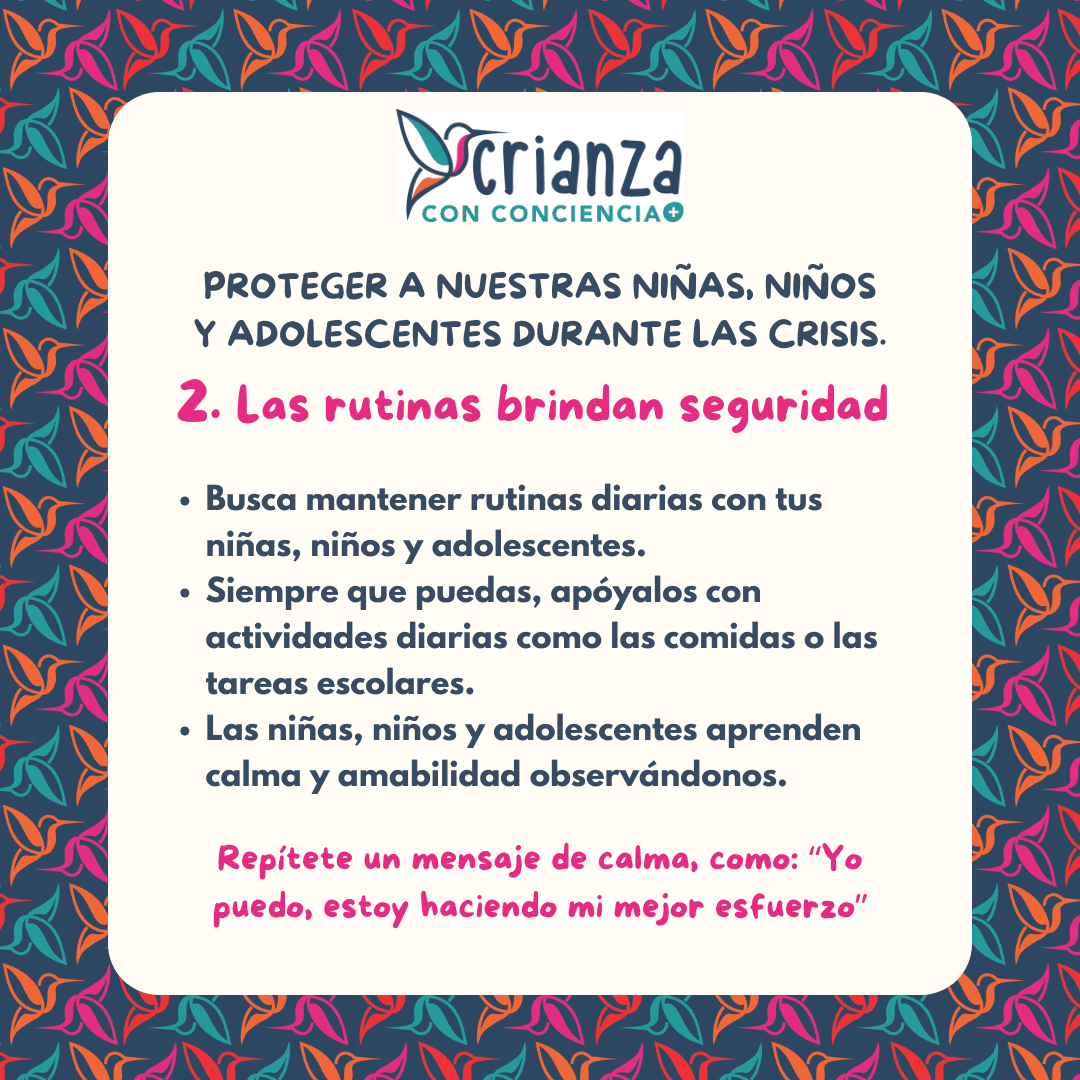 crianza
CON CONCIENCIA+
PROTEGER A NUESTRAS NIÑAS, NIÑOS
Y ADOLESCENTES DURANTE LAS CRISIS.
2. Las rutinas brindan seguridad
• Busca mantener rutinas diarias con tus
niñas, niños y adolescentes.
• Siempre que puedas, apóyalos con
actividades diarias como las comidas o las
tareas escolares.
• Las niñas, niños y adolescentes aprenden
calma y amabilidad observándonos.
Repítete un mensaje de calma, como: “Yo
puedo, estoy haciendo mi mejor esfuerzo”